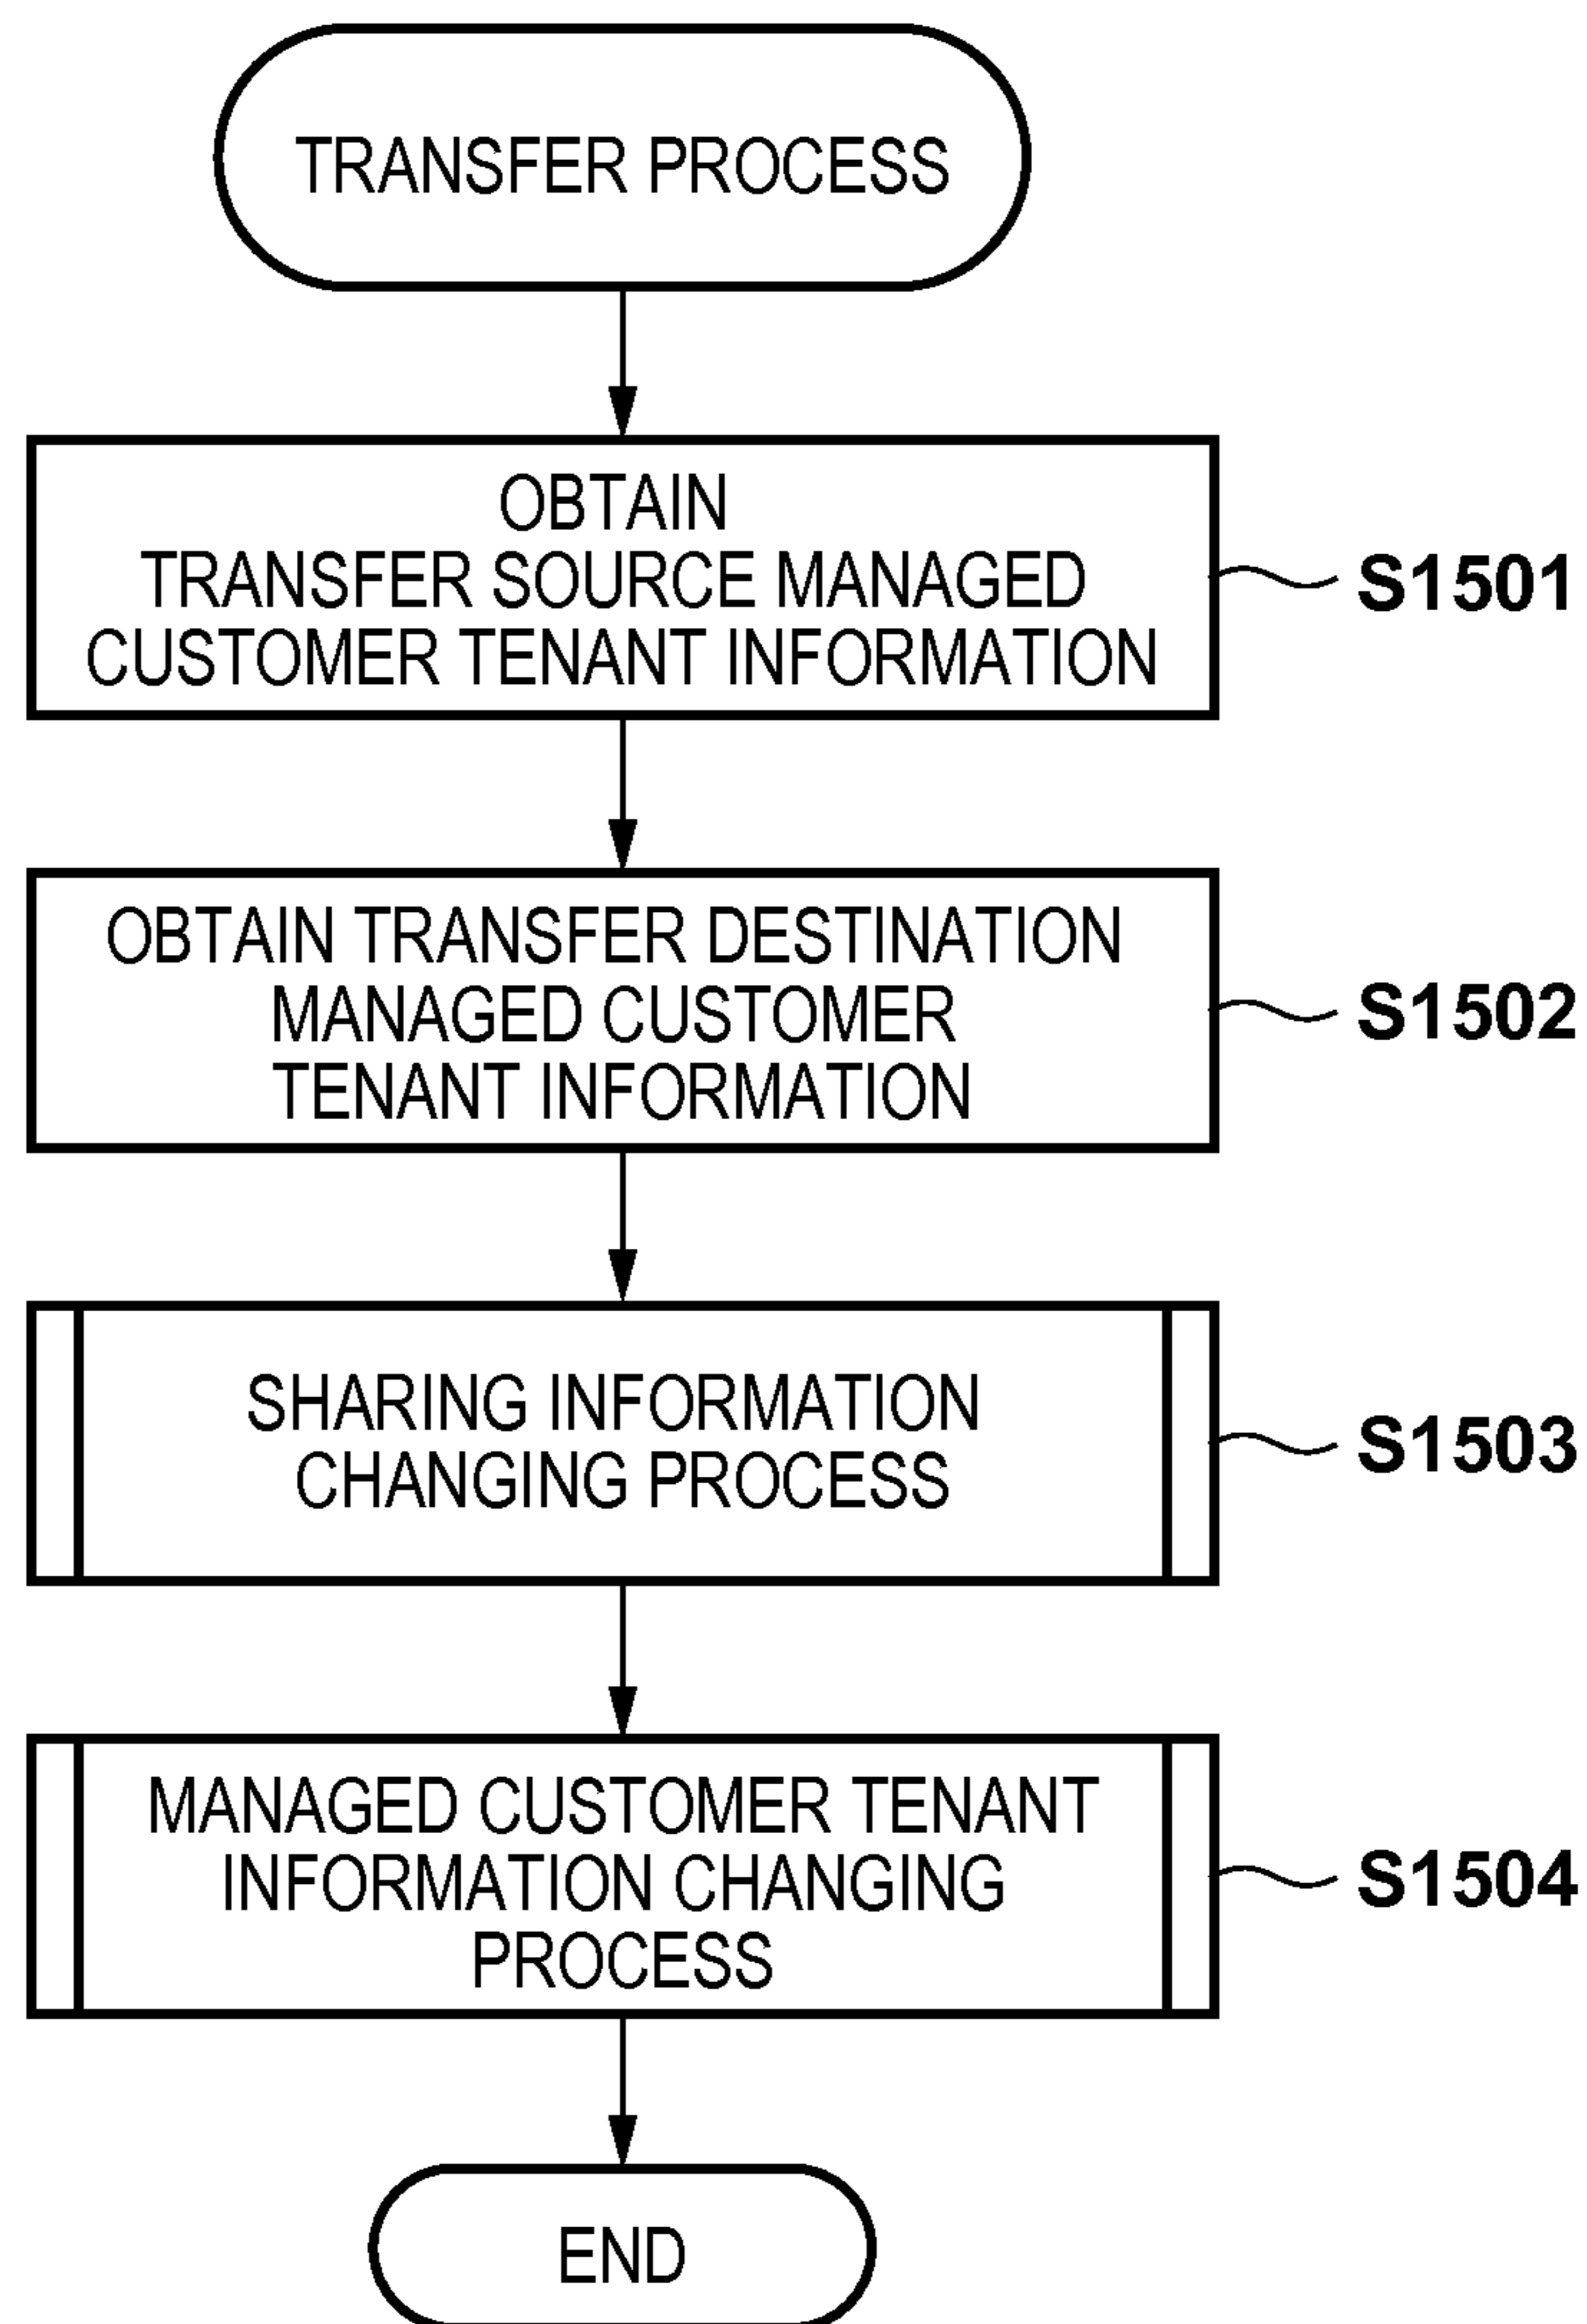 TRANSFER PROCESS
OBTAIN
TRANSFER SOURCE MANAGED
CUSTOMER TENANT INFORMATION
S1501
OBTAIN TRANSFER DESTINATION
MANAGED CUSTOMER
TENANT INFORMATION
S1502
SHARING INFORMATION
CHANGING PROCESS
S1503
MANAGED CUSTOMER TENANT
INFORMATION CHANGING
PROCESS
S1504
END